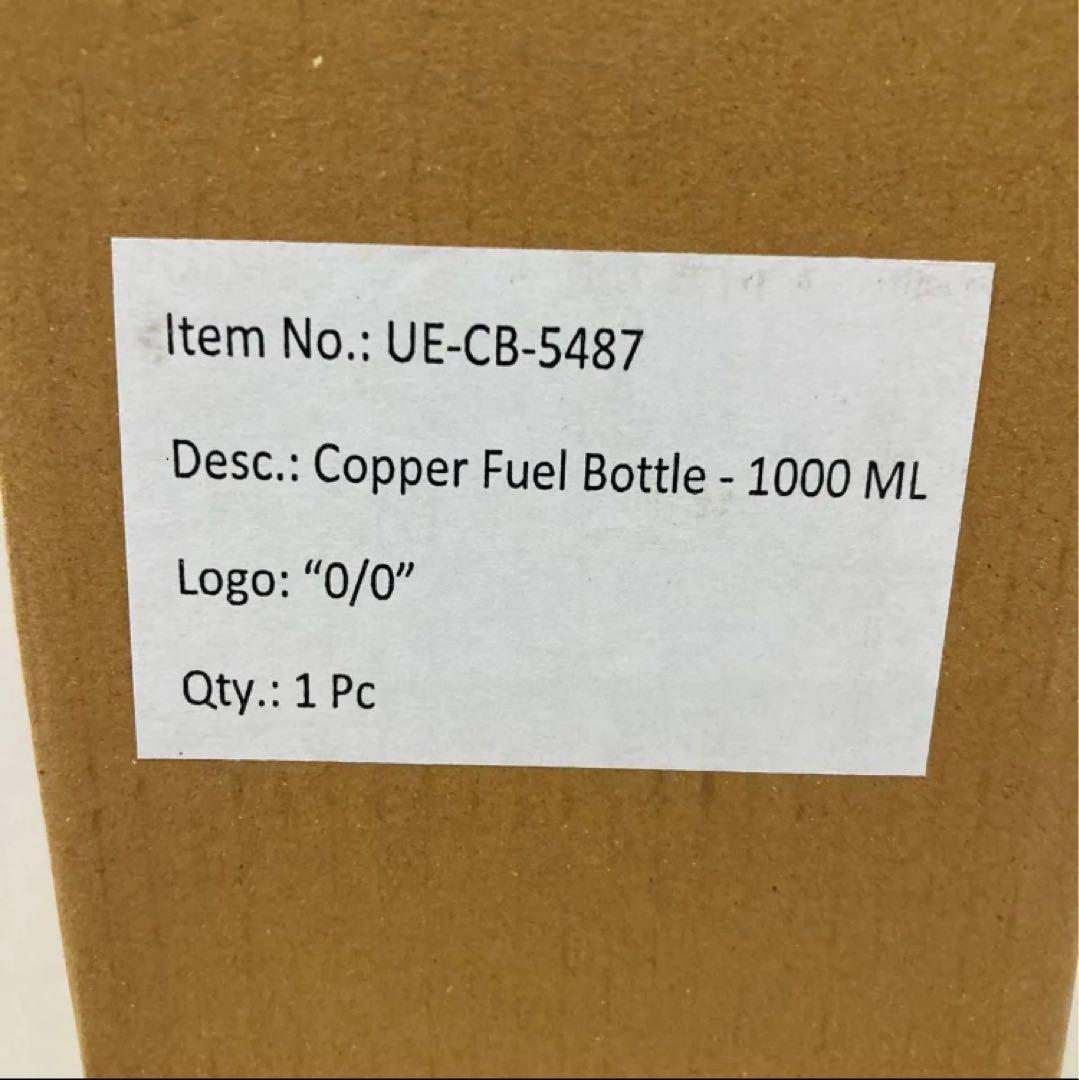 Item No.: UE-CB-5487
Desc.: Copper Fuel Bottle - 1000 ML
Logo: “0/0”
Qty.: 1 Pc